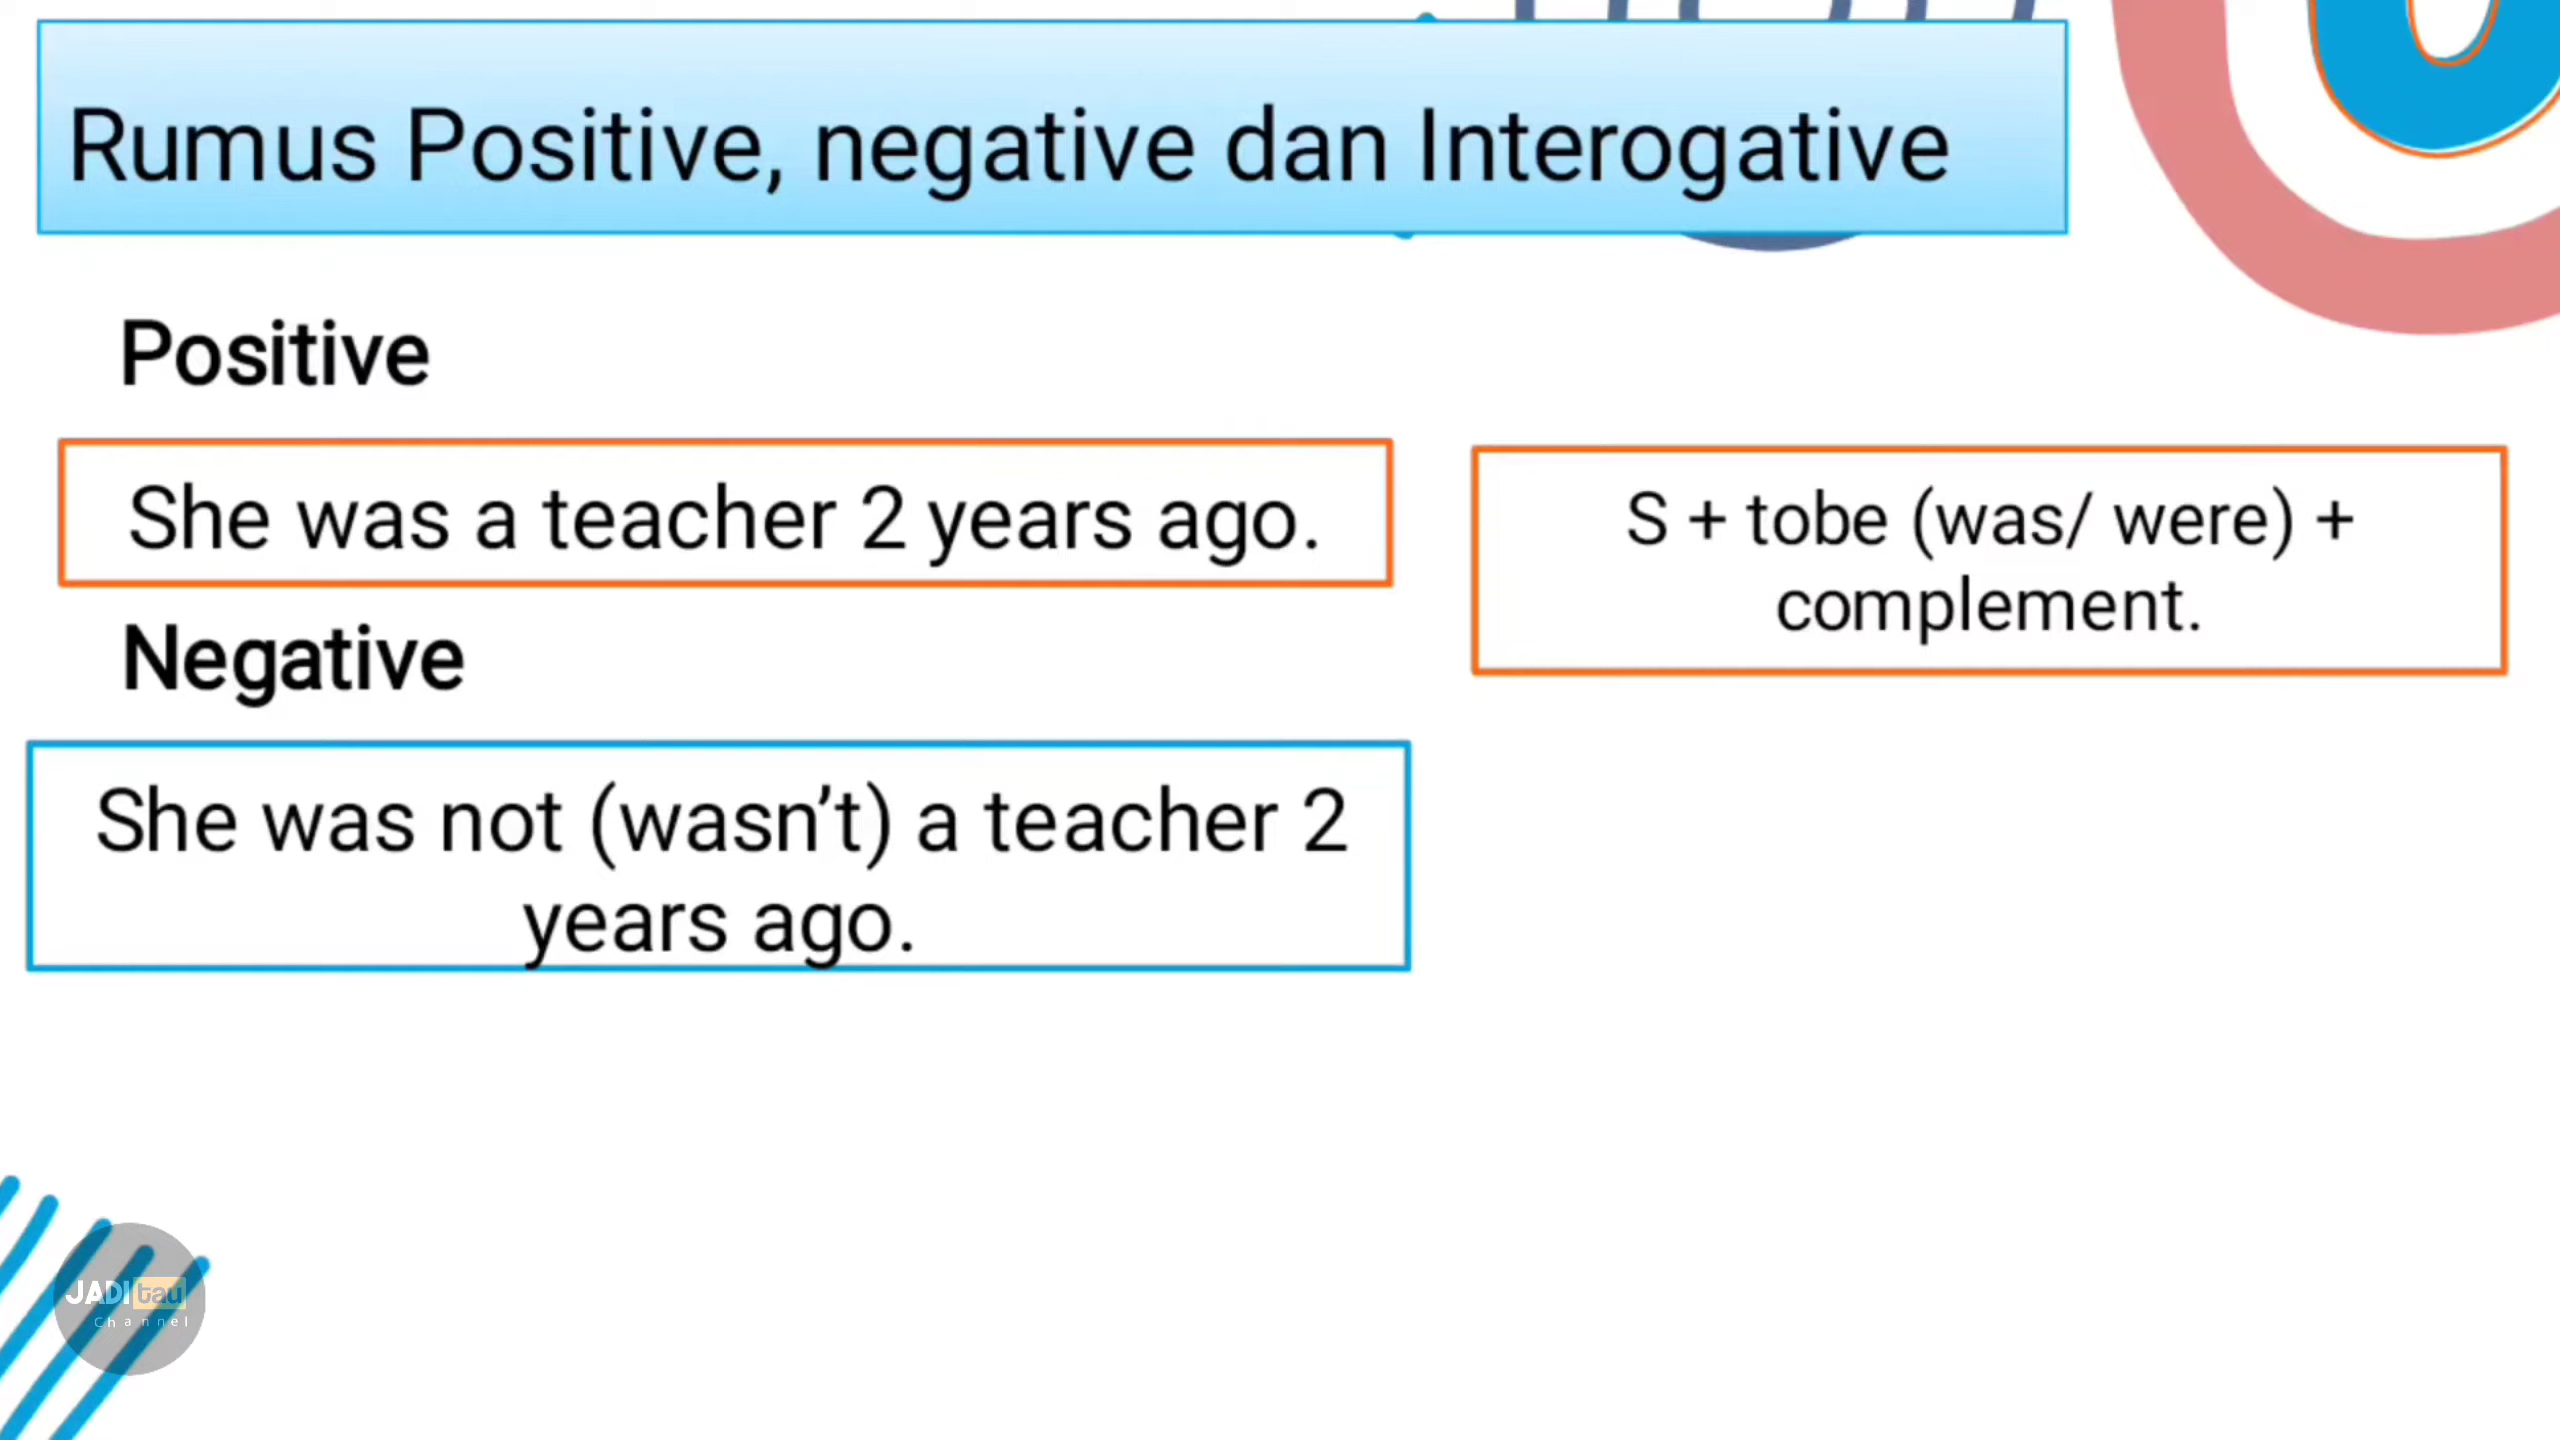 Rumus Positive, negative dan Interogative
Positive
She was a teacher 2 years ago.
S + tobe (was/ were) +
complement.
Negative
She was not (wasn’t) a teacher 2
years ago.
JADI tau
Channel